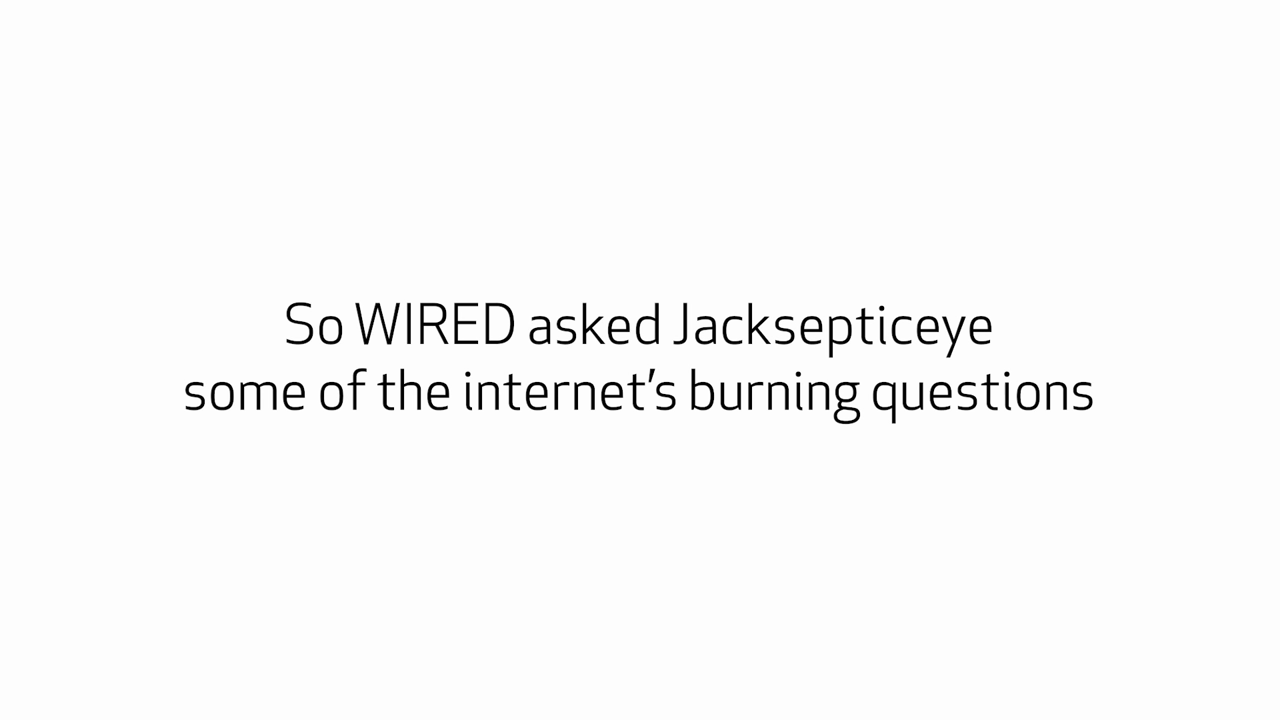 So WIRED asked Jacksepticeye
some of the internet’s burning questions